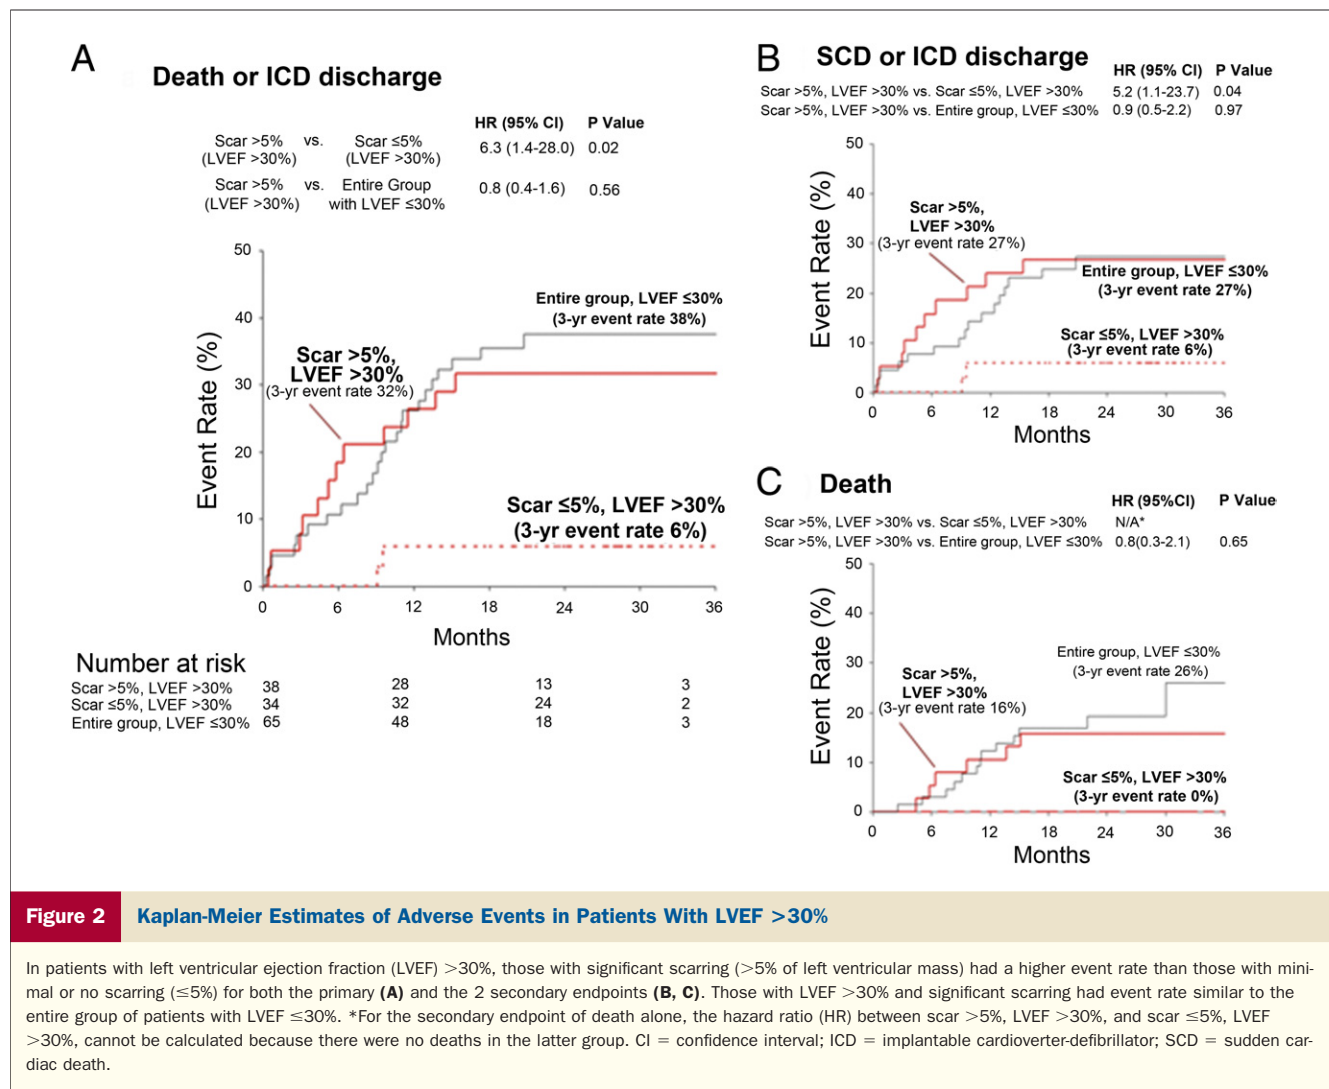 A
Death or ICD discharge
HR (95% CI) P Value
Scar >5% vs. Scar ≤5% 6.3 (1.4-28.0) 0.02
(LVEF >30%) (LVEF >30%)
Scar >5% vs. Entire Group 0.8 (0.4-1.6) 0.56
(LVEF >30%) with LVEF ≤30%
50
40
30
20
10
0
Event Rate (%)
Entire group, LVEF ≤30%
(3-yr event rate 38%)
Scar >5%,
LVEF >30%
(3-yr event rate 32%)
Scar ≤5%, LVEF >30%
(3-yr event rate 6%)
0 6 12 18 24 30 36
Months
Number at risk
Scar >5%, LVEF >30% 38 28 13 3
Scar ≤5%, LVEF >30% 34 32 24 2
Entire group, LVEF ≤30% 65 48 18 3
B
SCD or ICD discharge
HR (95% CI) P Value
Scar >5%, LVEF >30% vs. Scar ≤5%, LVEF >30% 5.2 (1.1-23.7) 0.04
Scar >5%, LVEF >30% vs. Entire group, LVEF ≤30% 0.9 (0.5-2.2) 0.97
50
40
30
20
10
0
Event Rate (%)
Scar >5%,
LVEF >30%
(3-yr event rate 27%)
Entire group, LVEF ≤30%
(3-yr event rate 27%)
Scar ≤5%, LVEF >30%
(3-yr event rate 6%)
0 6 12 18 24 30 36
Months
C
Death
HR (95%CI) P Value
Scar >5%, LVEF >30% vs. Scar ≤5%, LVEF >30% N/A*
Scar >5%, LVEF >30% vs. Entire group, LVEF ≤30% 0.8(0.3-2.1) 0.65
50
40
30
20
10
0
Event Rate (%)
Entire group, LVEF ≤30%
(3-yr event rate 26%)
Scar >5%,
LVEF >30%
(3-yr event rate 16%)
Scar ≤5%, LVEF >30%
(3-yr event rate 0%)
0 6 12 18 24 30 36
Months
Figure 2 Kaplan-Meier Estimates of Adverse Events in Patients With LVEF >30%
In patients with left ventricular ejection fraction (LVEF) >30%, those with significant scarring (>5% of left ventricular mass) had a higher event rate than those with mini-
mal or no scarring (≤5%) for both the primary (A) and the 2 secondary endpoints (B, C). Those with LVEF >30% and significant scarring had event rate similar to the
entire group of patients with LVEF ≤30%. *For the secondary endpoint of death alone, the hazard ratio (HR) between scar >5%, LVEF >30%, and scar ≤5%, LVEF
>30%, cannot be calculated because there were no deaths in the latter group. CI = confidence interval; ICD = implantable cardioverter-defibrillator; SCD = sudden car-
diac death.